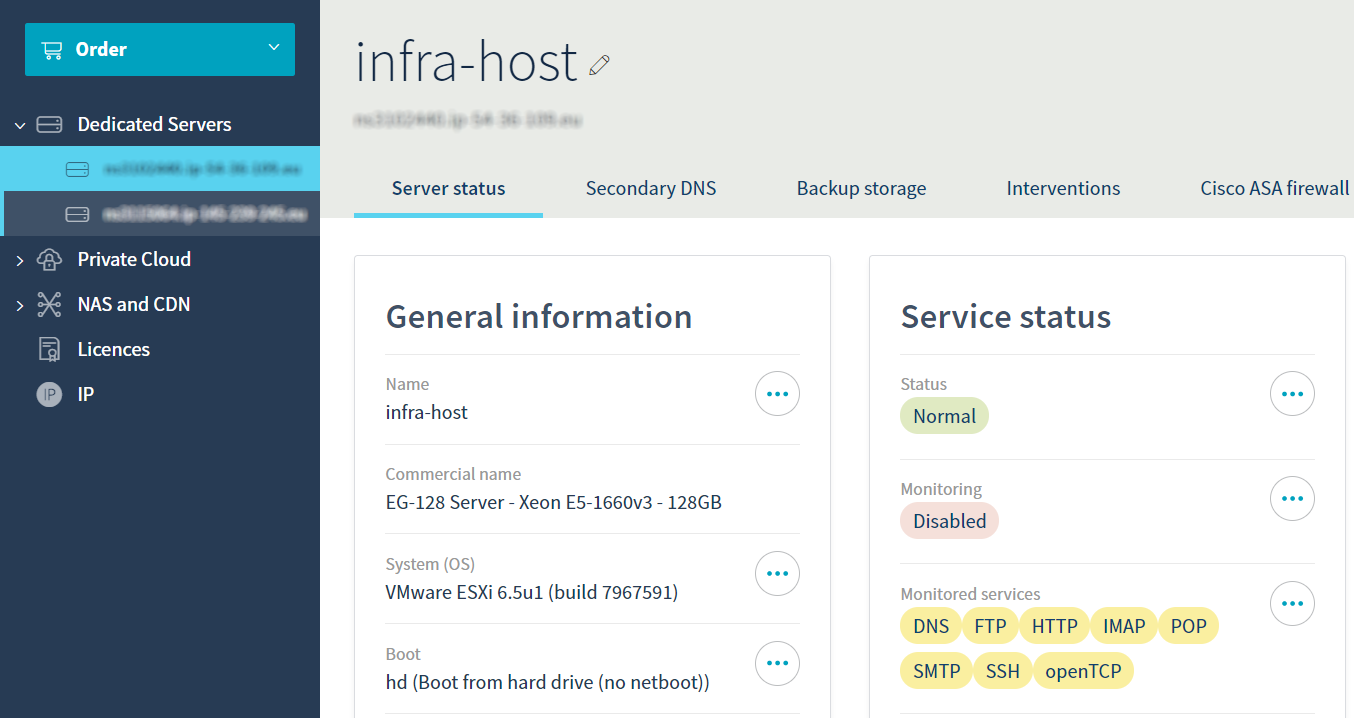 Order
Dedicated Servers
Private Cloud
NAS and CDN
Licences
IP IP
infra-host
Server status Secondary DNS Backup storage Interventions Cisco ASA firewall
General information
Name
infra-host
Commercial name
EG-128 Server - Xeon E5-1660v3 - 128GB
System (OS)
VMware ESXi 6.5u1 (build 7967591)
Boot
hd (Boot from hard drive (no netboot))
Service status
Status
Normal
Monitoring
Disabled
Monitored services
DNS FTP HTTP IMAP POP
SMTP SSH openTCP